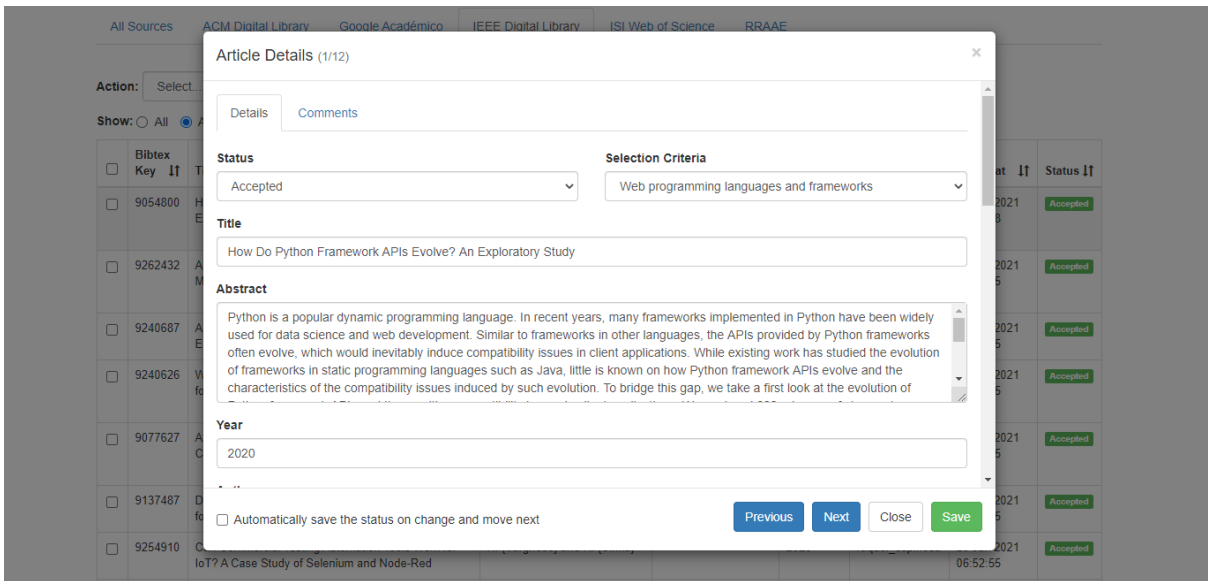 All Sources ACM Digital Library Google Académico IEEE Digital Library ISI Web of Science RRAAE
Article Details (1/12) ×
Action: Select...
Details Comments
Show: All
Bibtex
Key
Status
Selection Criteria
Accepted
Web programming languages and frameworks
at Status
9054800 2021 Accepted
Title
How Do Python Framework APIs Evolve? An Exploratory Study
9262432 2021 Accepted
Abstract
Python is a popular dynamic programming language. In recent years, many frameworks implemented in Python have been widely
used for data science and web development. Similar to frameworks in other languages, the APIs provided by Python frameworks
often evolve, which would inevitably induce compatibility issues in client applications. While existing work has studied the evolution
of frameworks in static programming languages such as Java, little is known on how Python framework APIs evolve and the
characteristics of the compatibility issues induced by such evolution. To bridge this gap, we take a first look at the evolution of
9240687 2021 Accepted
9240626 2021 Accepted
Year
2020
9077627 2021 Accepted
9137487 2021 Accepted
Automatically save the status on change and move next
Previous Next Close Save
9254910 2021 Accepted
IoT? A Case Study of Selenium and Node-Red 06:52:55